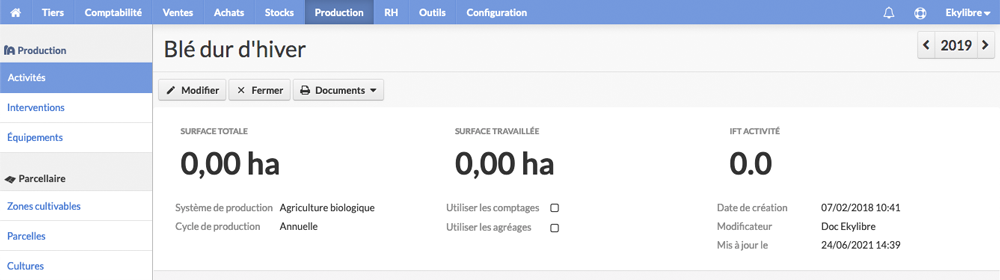 Tiers Comptabilité Ventes Achats Stocks Production RH Outils Configuration Ekylibre
Production
Activités
Interventions
Équipements
Parcellaire
Zones cultivables
Parcelles
Cultures
Blé dur d'hiver
2019
Modifier Fermer Documents
SURFACE TOTALE SURFACE TRAVAILLÉE IFT ACTIVITÉ
0,00 ha 0,00 ha 0.0
Système de production Agriculture biologique Utiliser les comptages Date de création 07/02/2018 10:41
Cycle de production Annuelle Utiliser les agréages Modificateur Doc Ekylibre
Mis à jour le 24/06/2021 14:39